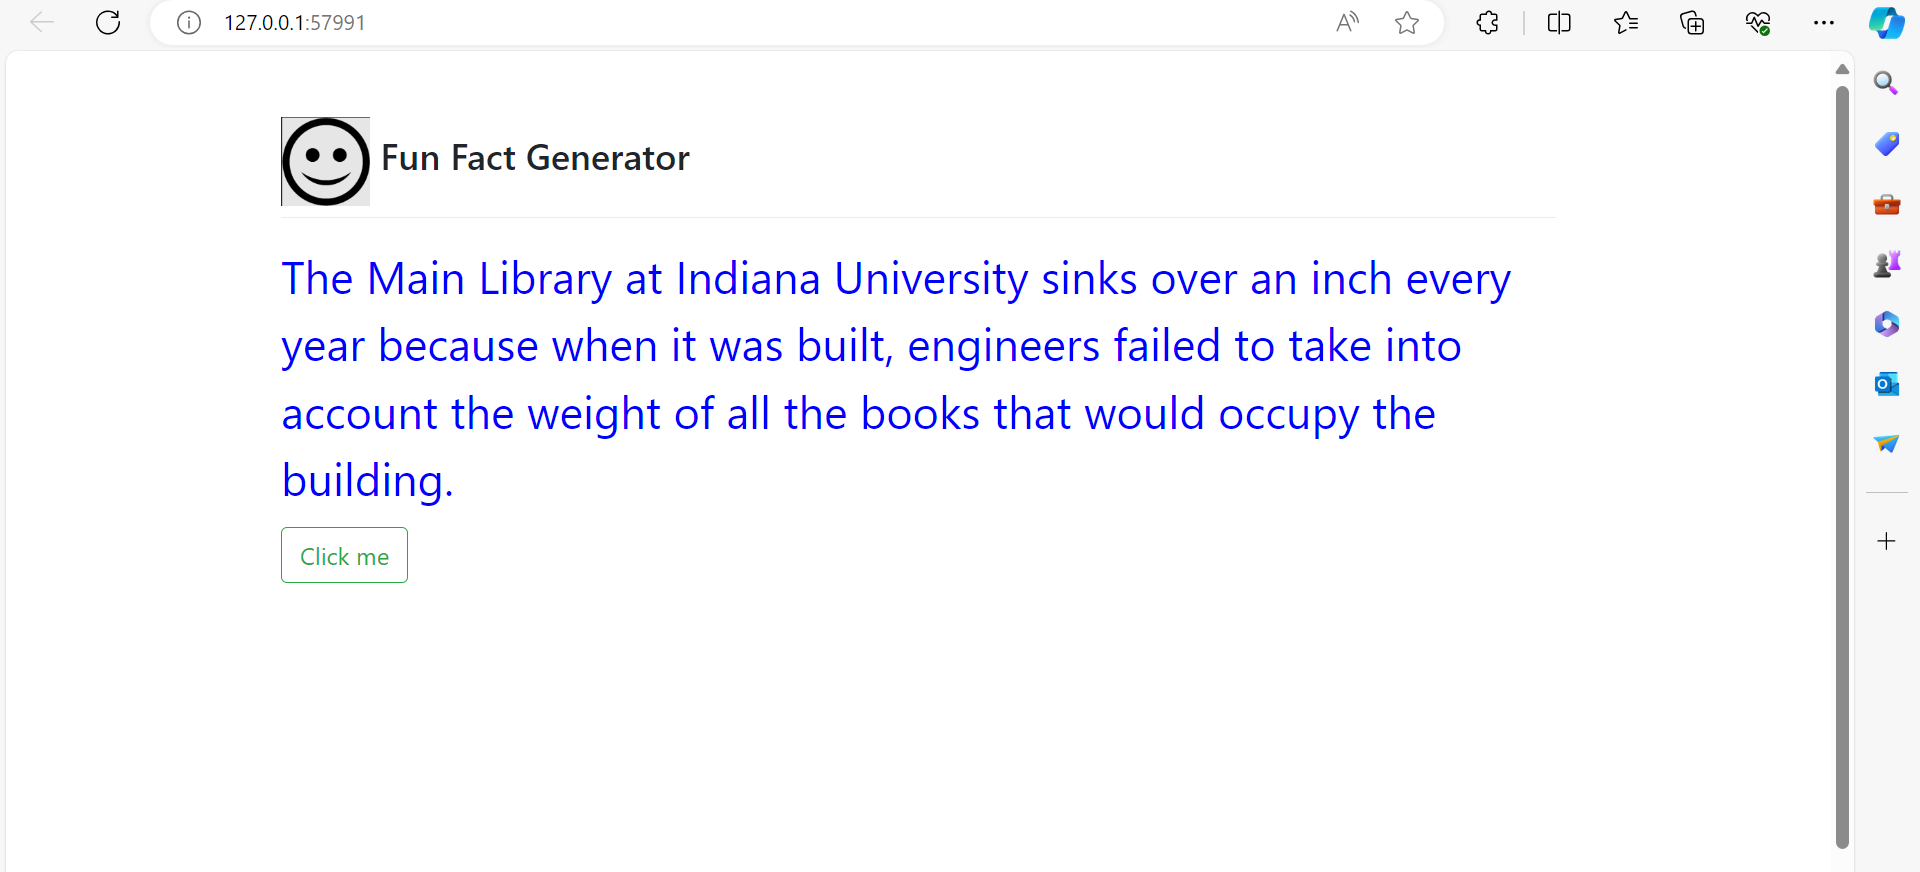 127.0.0.1:57991
Fun Fact Generator
The Main Library at Indiana University sinks over an inch every
year because when it was built, engineers failed to take into
account the weight of all the books that would occupy the
building.
Click me